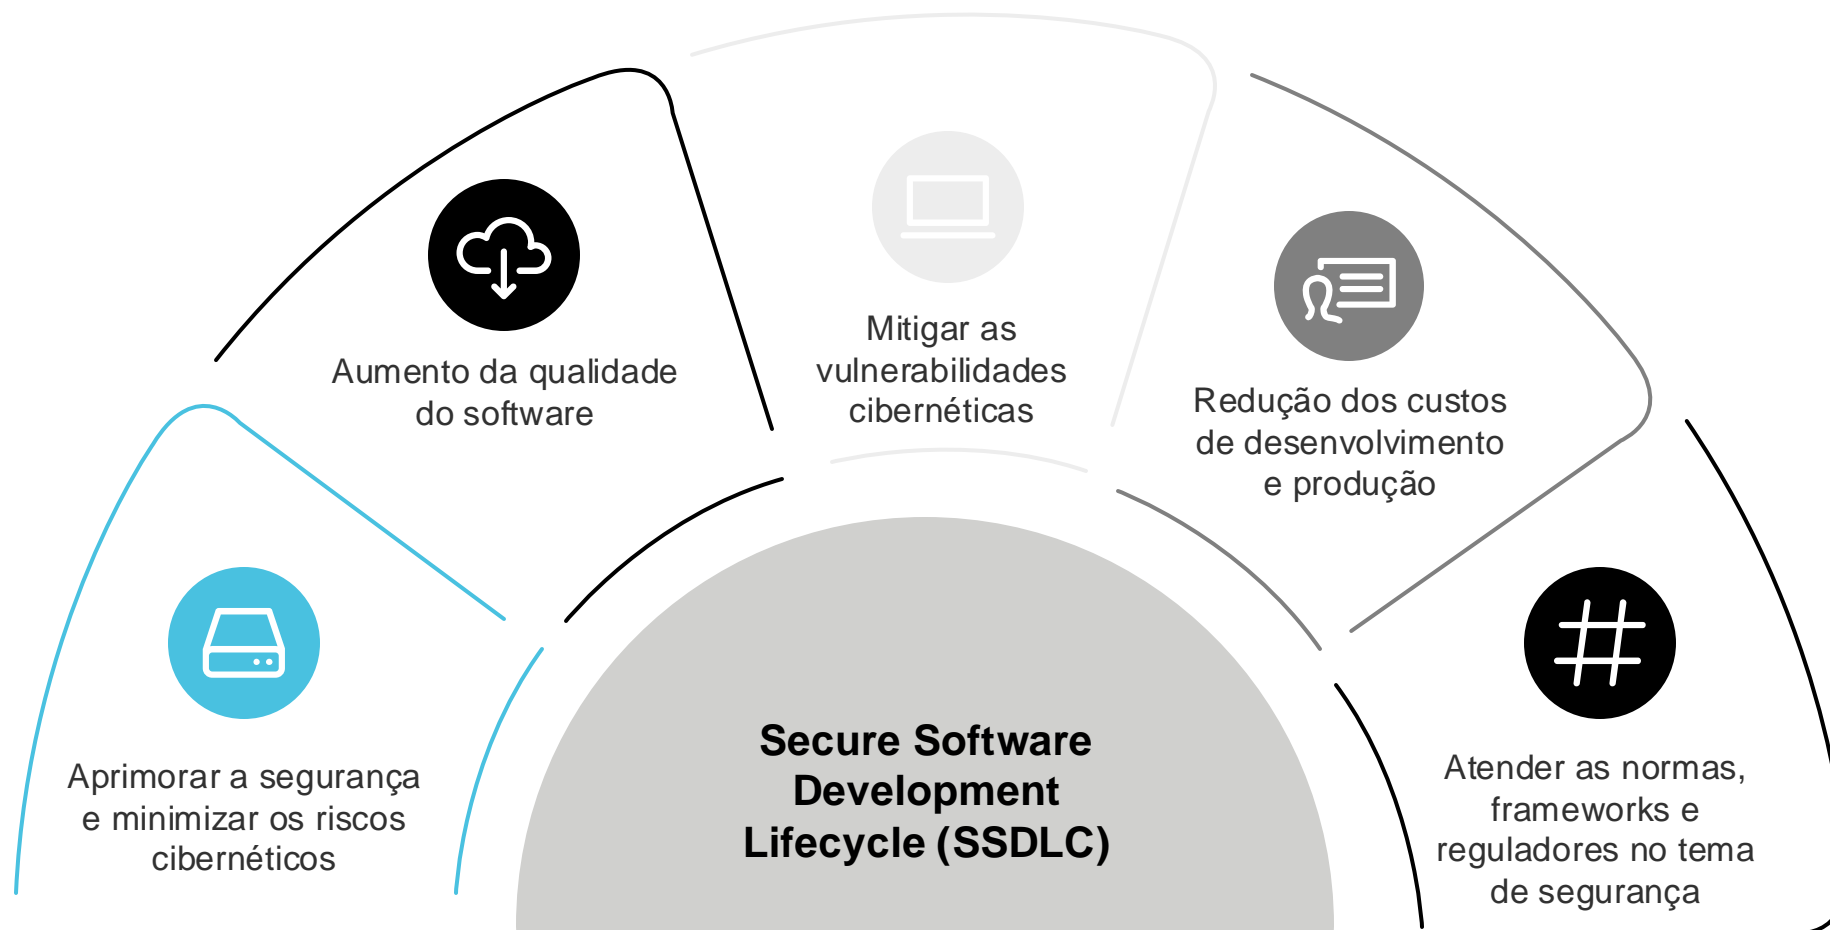 Aprimorar a segurança
e minimizar os riscos
cibernéticos
Aumento da qualidade
do software
Mitigar as
vulnerabilidades
cibernéticas
Redução dos custos
de desenvolvimento
e produção
Atender as normas,
frameworks e
reguladores no tema
de segurança
Secure Software
Development
Lifecycle (SSDLC)